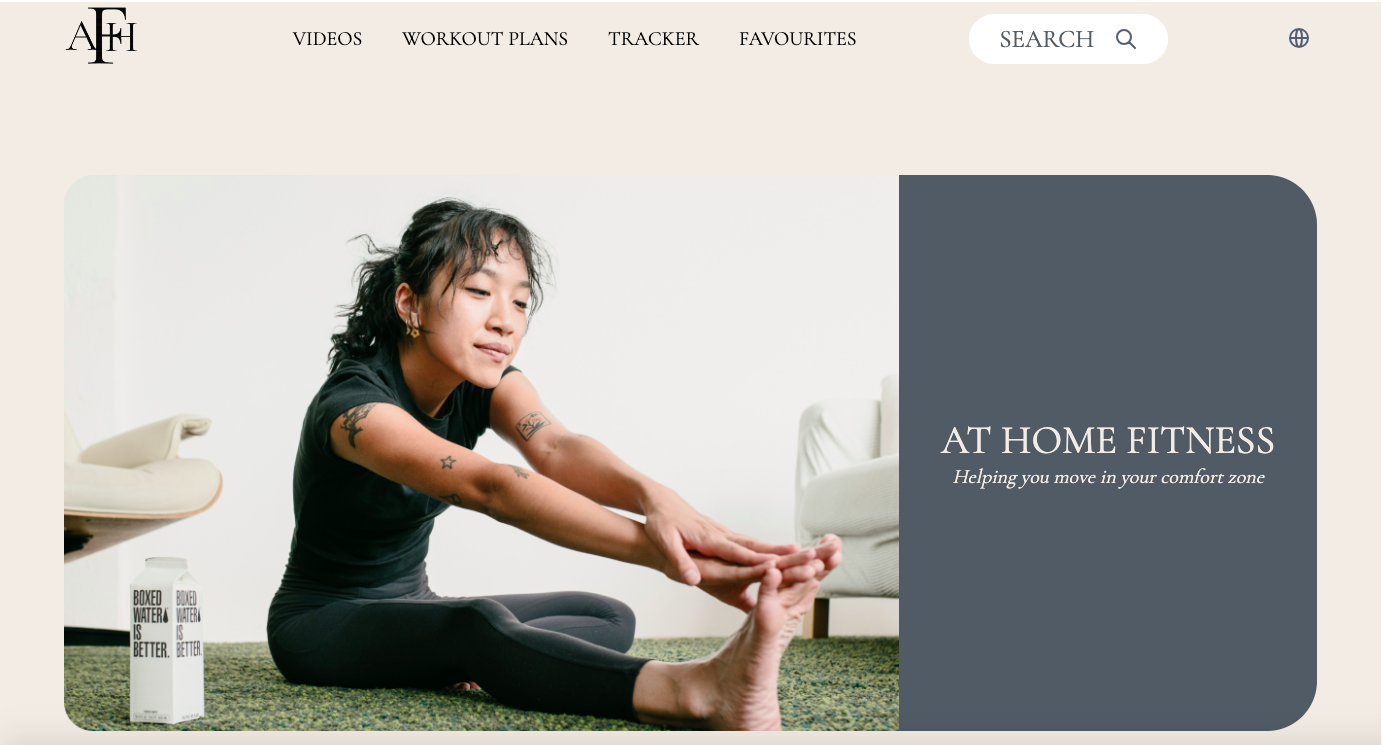 AFH
VIDEOS
WORKOUT PLANS
TRACKER
FAVOURITES
SEARCH
AT HOME FITNESS
Helping you move in your comfort zone
BOXED
WATER
IS
BETTER.
BOXED
WATER
IS
BETTER.